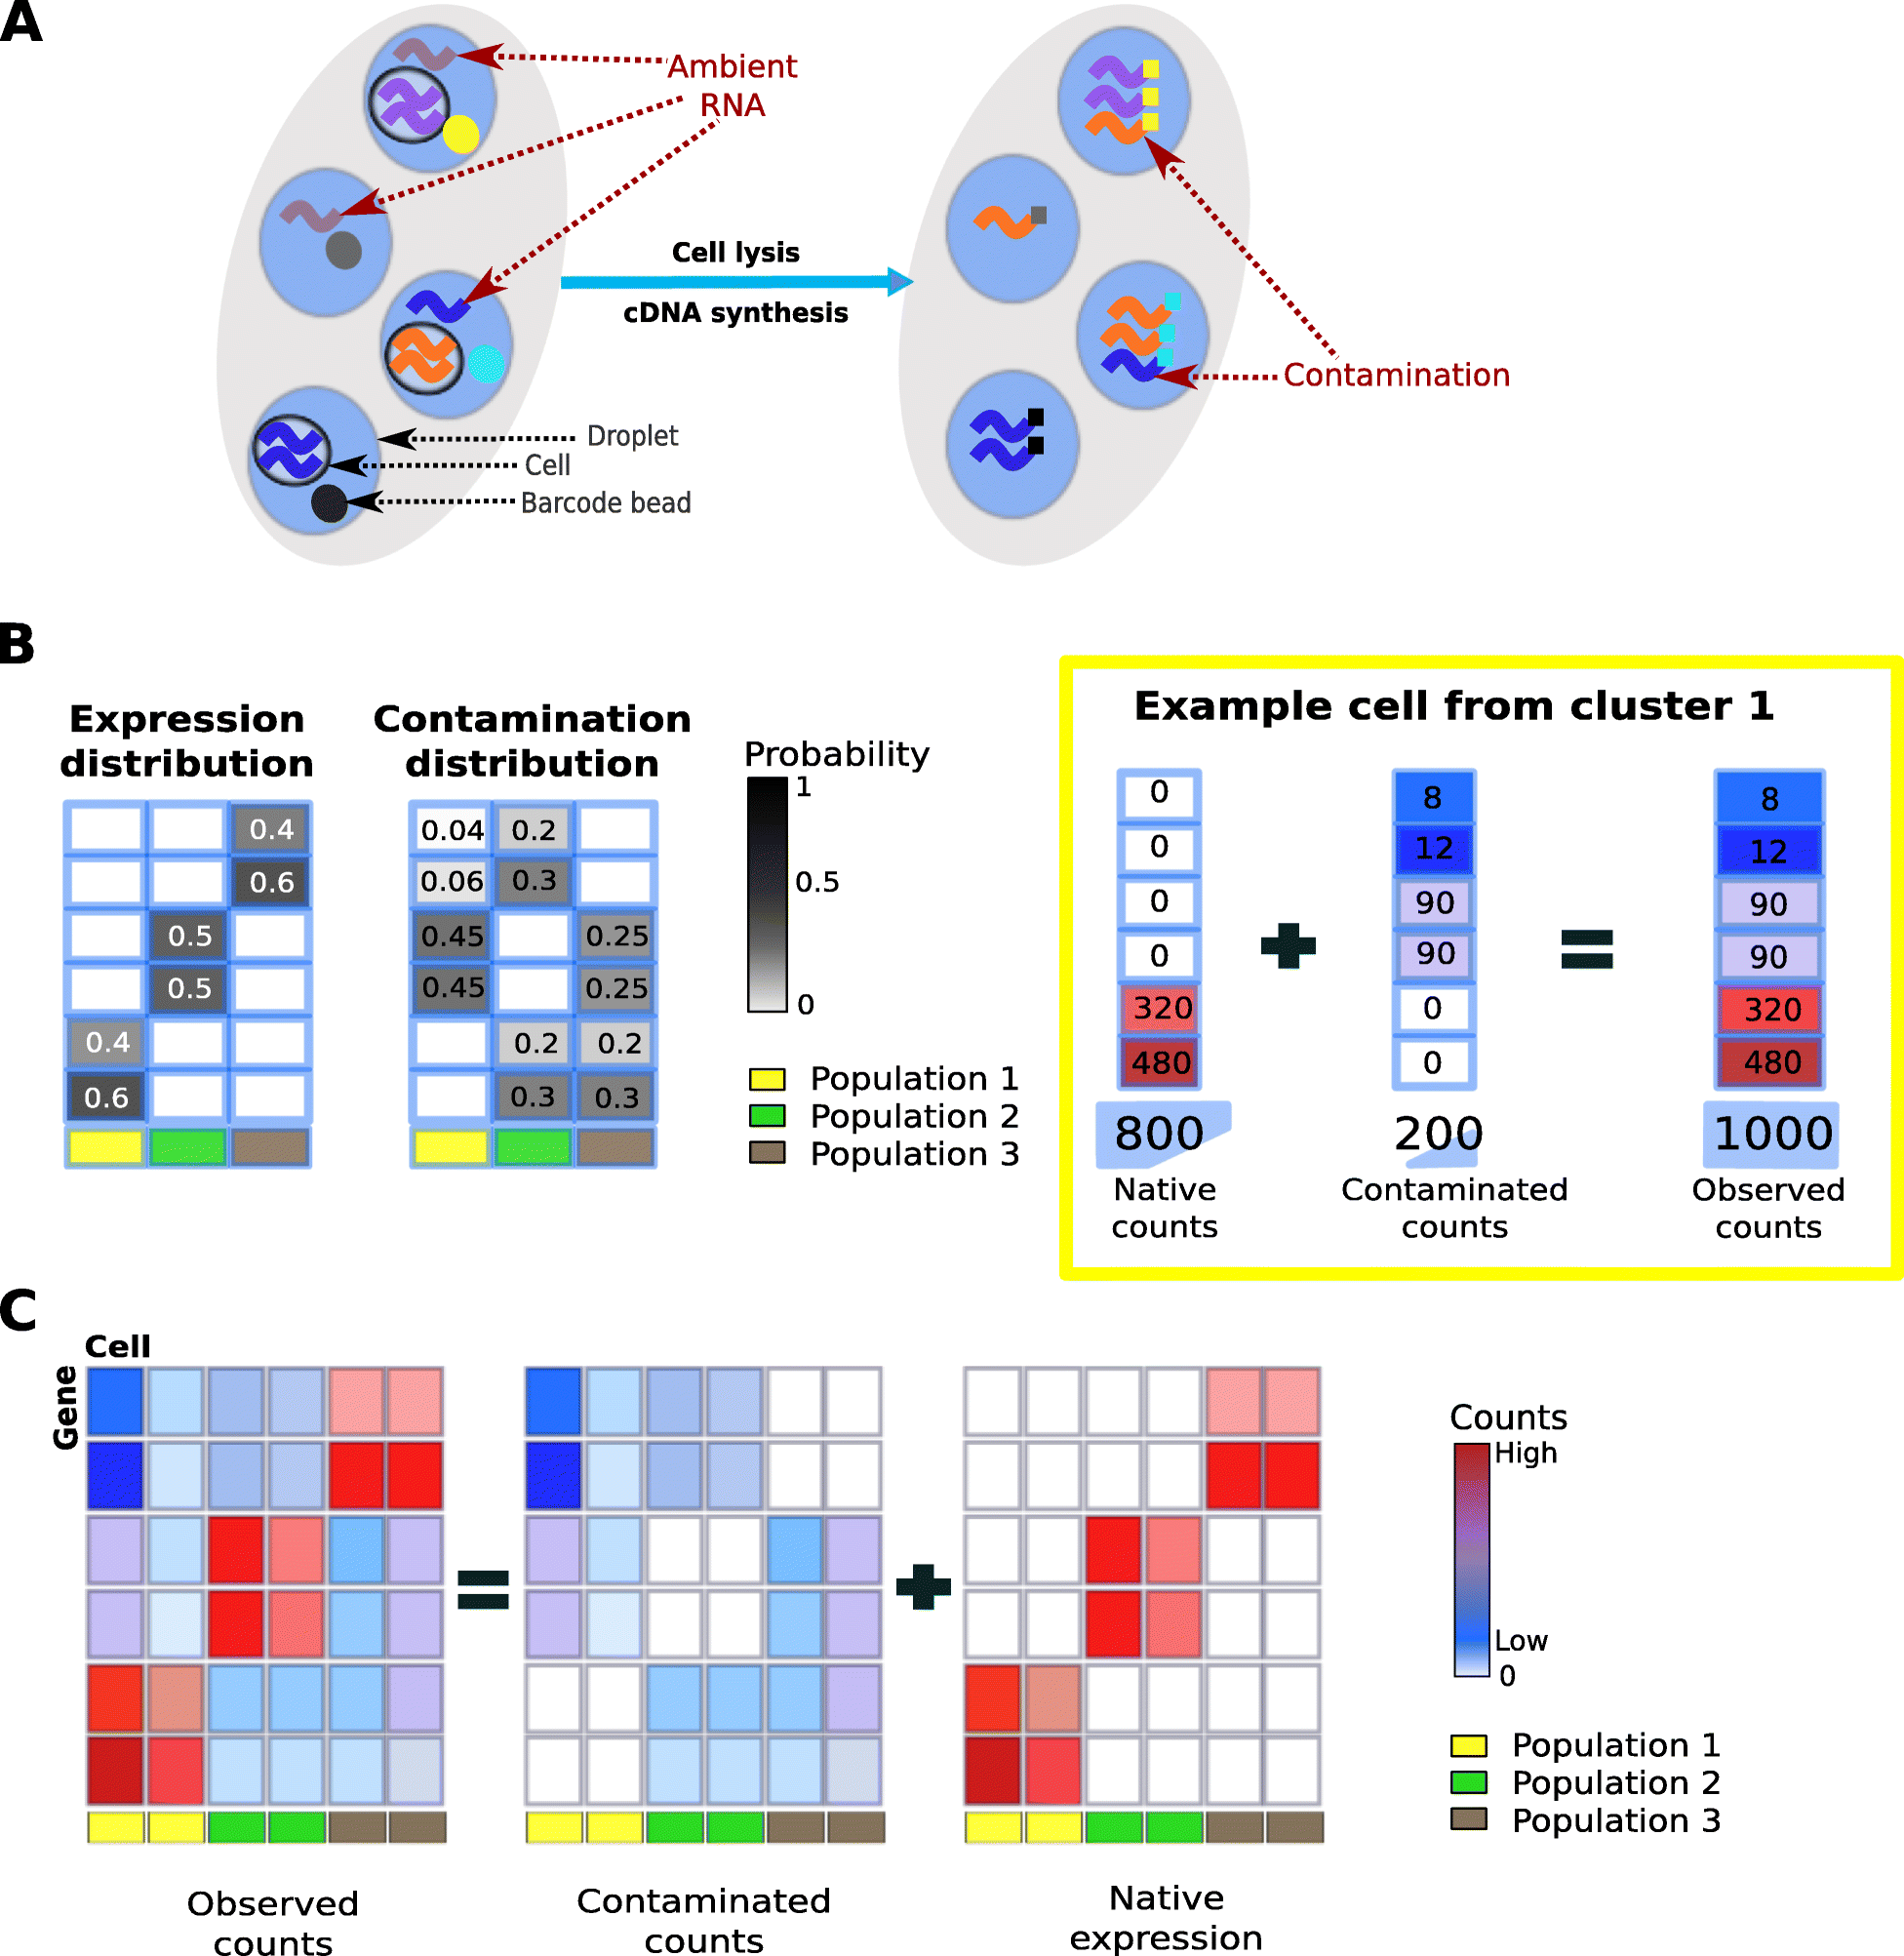 A
Ambient
RNA
Cell lysis
cDNA synthesis
Contamination
Droplet
Cell
Barcode bead
B
Expression
distribution
0.4
0.6
0.5
0.5
0.4
0.6
Contamination
distribution
0.04 0.2
0.06 0.3
0.45 0.25
0.45 0.25
0.2 0.2
0.3 0.3
Probability
1
0.5
0
Population 1
Population 2
Population 3
Example cell from cluster 1
0 8 8
0 12 12
0 90 90
0 90 90
320 0 320
480 0 480
800 200 1000
Native
counts
Contaminated
counts
Observed
counts
C
Cell
Gene
Counts
High
Low
0
Population 1
Population 2
Population 3
Observed
counts
Contaminated
counts
Native
expression